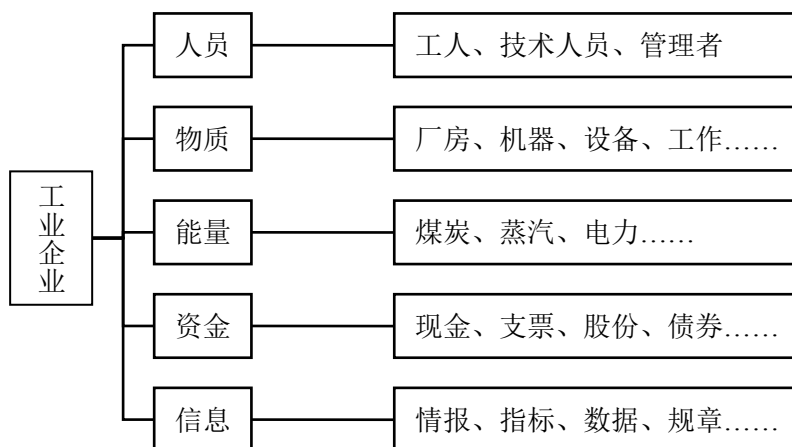 人员
工人、技术人员、管理者
物质
厂房、机器、设备、工作……
工业企业
能量
煤炭、蒸汽、电力……
资金
现金、支票、股份、债券……
信息
情报、指标、数据、规章……